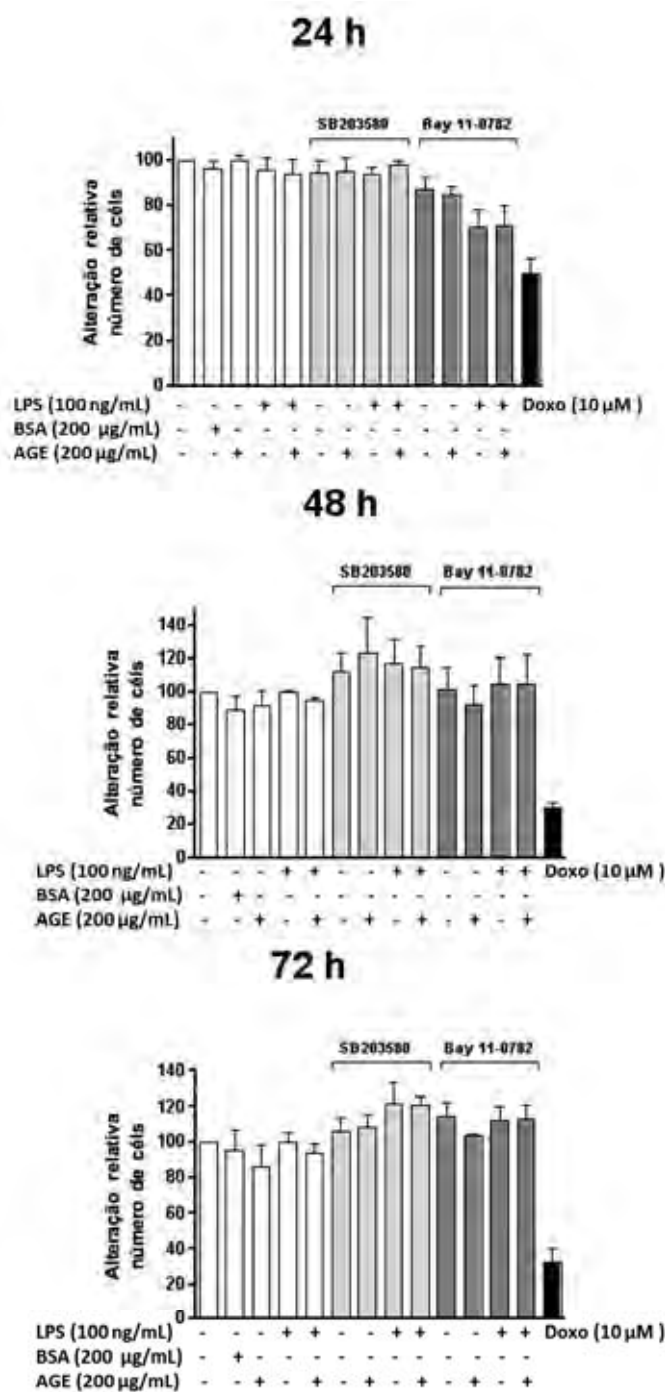 24 h
SB203580 Bay 11-0782
Alteração relativa
número de céls
100
80
60
40
20
0
LPS (100 ng/mL) - - - + + - - + + - - + + Doxo (10 µM )
BSA (200 µg/mL) - + - - - - - - - - - - -
AGE (200 µg/mL) - - + - + - + - + - + - +
48 h
SB203580 Bay 11-0782
Alteração relativa
número de céls
140
120
100
80
60
40
20
0
LPS (100 ng/mL) - - - + + - - + + - - + + Doxo (10 µM )
BSA (200 µg/mL) - + - - - - - - - - - - -
AGE (200 µg/mL) - - + - + - + - + - + - +
72 h
SB203580 Bay 11-0782
Alteração relativa
número de céls
140
120
100
80
60
40
20
0
LPS (100 ng/mL) - - - + + - - + + - - + + Doxo (10 µM )
BSA (200 µg/mL) - + - - - - - - - - - - -
AGE (200 µg/mL) - - + - + - + - + - + - +